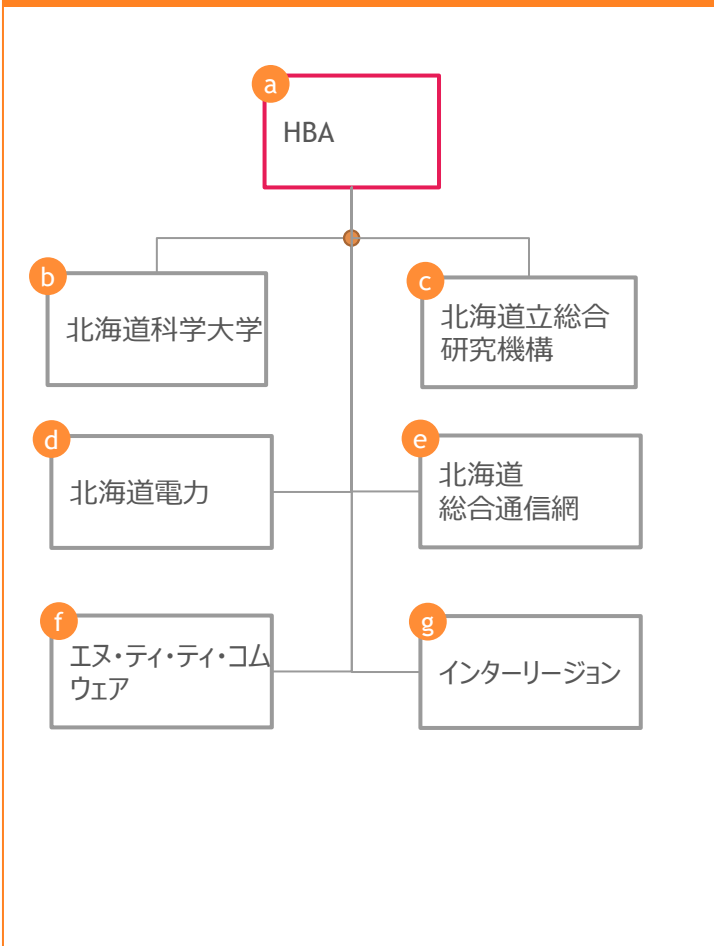 a
HBA
b
北海道科学大学
c
北海道立総合
研究機構
d
北海道電力
e
北海道
総合通信網
f
エヌ・ティ・ティ・コム
ウェア
g
インターリージョン